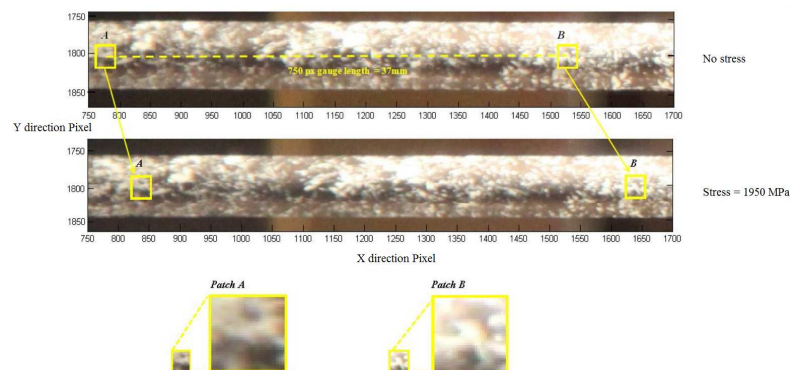 1750
A
B
1800
No stress
750 px gauge length = 37mm
1850
750 800 850 900 950 1000 1050 1100 1150 1200 1250 1300 1350 1400 1450 1500 1550 1600 1650 1700
Y direction Pixel
1750
A
B
1800
Stress = 1950 MPa
1850
750 800 850 900 950 1000 1050 1100 1150 1200 1250 1300 1350 1400 1450 1500 1550 1600 1650 1700
X direction Pixel
Patch A
Patch B